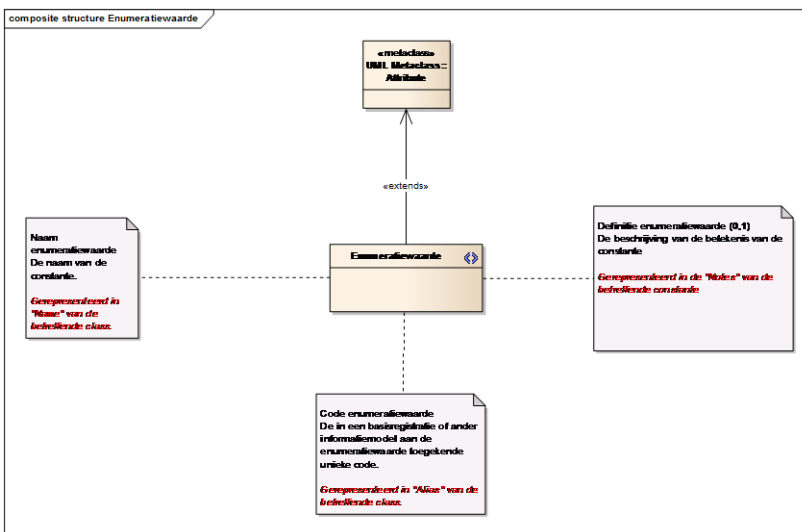 composite structure Enumeratiewaarde
«metaclass»
UML Metaclass::
Attribute
«extends»
Enumeratiewaarde
Naam
enumeratiewaarde
De naam van de
constante.
Gerepresenteerd in
"Name" van de
betreffende class.
Definitie enumeratiewaarde (0,1)
De beschrijving van de betekenis van de
constante
Gerepresenteerd in de "Notes" van de
betreffende constante
Code enumeratiewaarde
De in een basisregistratie of ander
informatiemodel aan de
enumeratiewaarde toegekende
unieke code.
Gerepresenteerd in "Alias" van de
betreffende class.